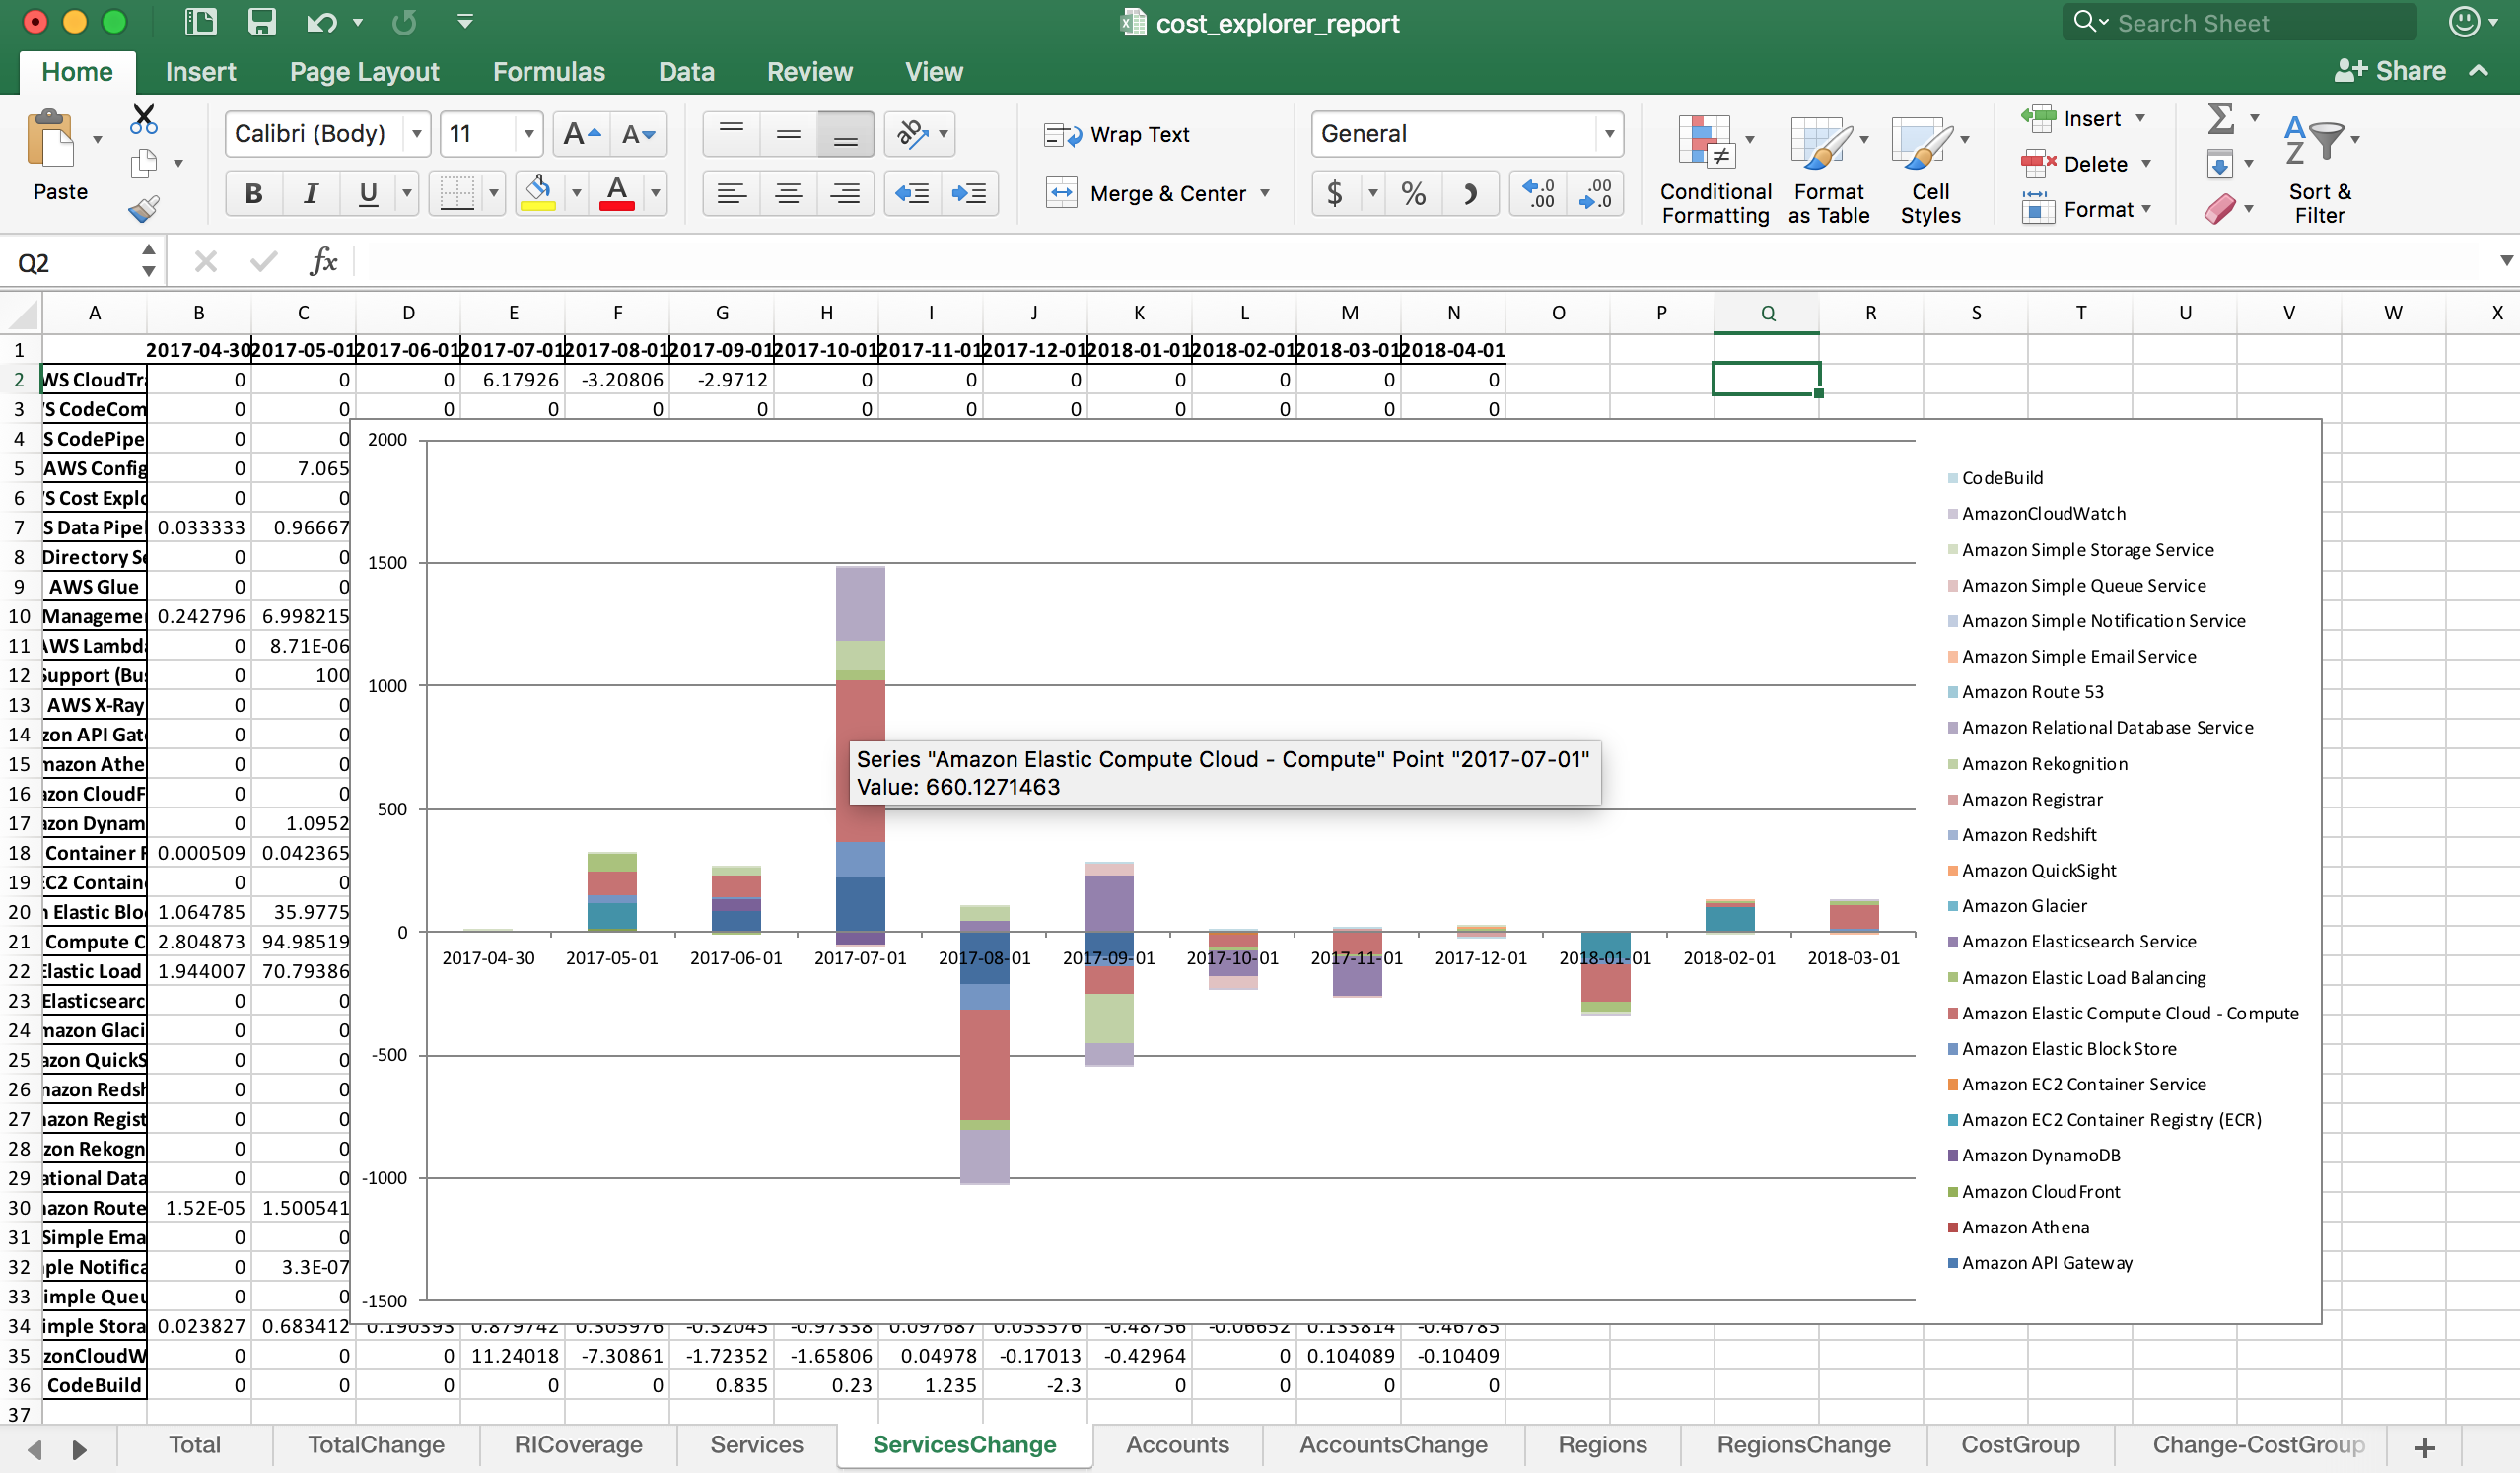 cost_explorer_report
Search Sheet
Home Insert Page Layout Formulas Data Review View
Share
Paste
Calibri (Body) 11
A A
B I U A
ab
Wrap Text
Merge & Center
General
$ %
.0 .00 .00 .0
Conditional Formatting
Format as Table
Cell Styles
Insert
Delete
Format
A Z
Sort & Filter
Q2
fx
A B C D E F G H I J K L M N O P Q R S T U V W X
1 2017-04-30 2017-05-01 2017-06-01 2017-07-01 2017-08-01 2017-09-01 2017-10-01 2017-11-01 2017-12-01 2018-01-01 2018-02-01 2018-03-01 2018-04-01
2 WS CloudTra 0 0 0 6.17926 -3.20806 -2.9712 0 0 0 0 0 0 0
3 S CodeCom 0 0 0 0 0 0 0 0 0 0 0 0 0
4 S CodePipe 0 0
5 AWS Config 0 7.065
6 S Cost Explo 0 0
7 S Data Pipel 0.033333 0.96667
8 Directory Se 0 0
9 AWS Glue 0 0
10 Managemen 0.242796 6.998215
11 AWS Lambda 0 8.71E-06
12 Support (Bus 0 100
13 AWS X-Ray 0 0
14 zon API Gate 0 0
15 mazon Athe 0 0
16 azon CloudF 0 0
17 azon Dynam 0 1.0952
18 Container R 0.000509 0.042365
19 EC2 Contain 0 0
20 n Elastic Blo 1.064785 35.9775
21 Compute C 2.804873 94.98519
22 Elastic Load 1.944007 70.79386
23 Elasticsearc 0 0
24 mazon Glaci 0 0
25 azon QuickS 0 0
26 nazon Redsh 0 0
27 nazon Regist 0 0
28 zon Rekogn 0 0
29 ational Data 0 0
30 nazon Route 1.52E-05 1.500541
31 Simple Ema 0 0
32 ple Notifica 0 3.3E-07
33 imple Queu 0 0
34 imple Stora 0.023827 0.683412 0.190393 0.879742 0.305976 -0.32045 -0.97338 0.097687 0.053576 -0.48756 -0.06652 0.133814 -0.46785
35 zonCloudW 0 0 0 11.24018 -7.30861 -1.72352 -1.65806 0.04978 -0.17013 -0.42964 0 0.104089 -0.10409
36 CodeBuild 0 0 0 0 0 0.835 0.23 1.235 -2.3 0 0 0 0
37
2000
1500
1000
500
0
-500
-1000
-1500
2017-04-30 2017-05-01 2017-06-01 2017-07-01 2017-08-01 2017-09-01 2017-10-01 2017-11-01 2017-12-01 2018-01-01 2018-02-01 2018-03-01
Series "Amazon Elastic Compute Cloud - Compute" Point "2017-07-01"
Value: 660.1271463
CodeBuild
AmazonCloudWatch
Amazon Simple Storage Service
Amazon Simple Queue Service
Amazon Simple Notification Service
Amazon Simple Email Service
Amazon Route 53
Amazon Relational Database Service
Amazon Rekognition
Amazon Registrar
Amazon Redshift
Amazon QuickSight
Amazon Glacier
Amazon Elasticsearch Service
Amazon Elastic Load Balancing
Amazon Elastic Compute Cloud - Compute
Amazon Elastic Block Store
Amazon EC2 Container Service
Amazon EC2 Container Registry (ECR)
Amazon DynamoDB
Amazon CloudFront
Amazon Athena
Amazon API Gateway
Total TotalChange RICoverage Services ServicesChange Accounts AccountsChange Regions RegionsChange CostGroup Change-CostGroup